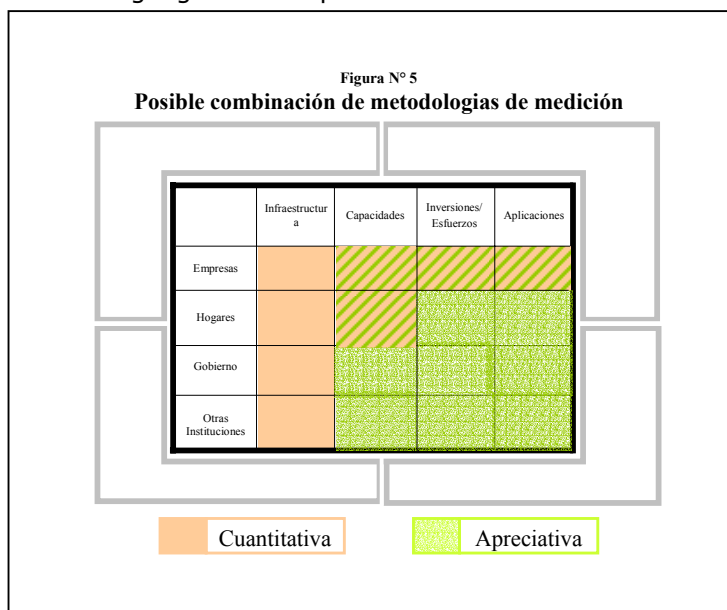 Figura N° 5
Posible combinación de metodologias de medición
Infraestructur
a
Capacidades
Inversiones/
Esfuerzos
Aplicaciones
Empresas
Hogares
Gobierno
Otras
Instituciones
Cuantitativa
Apreciativa